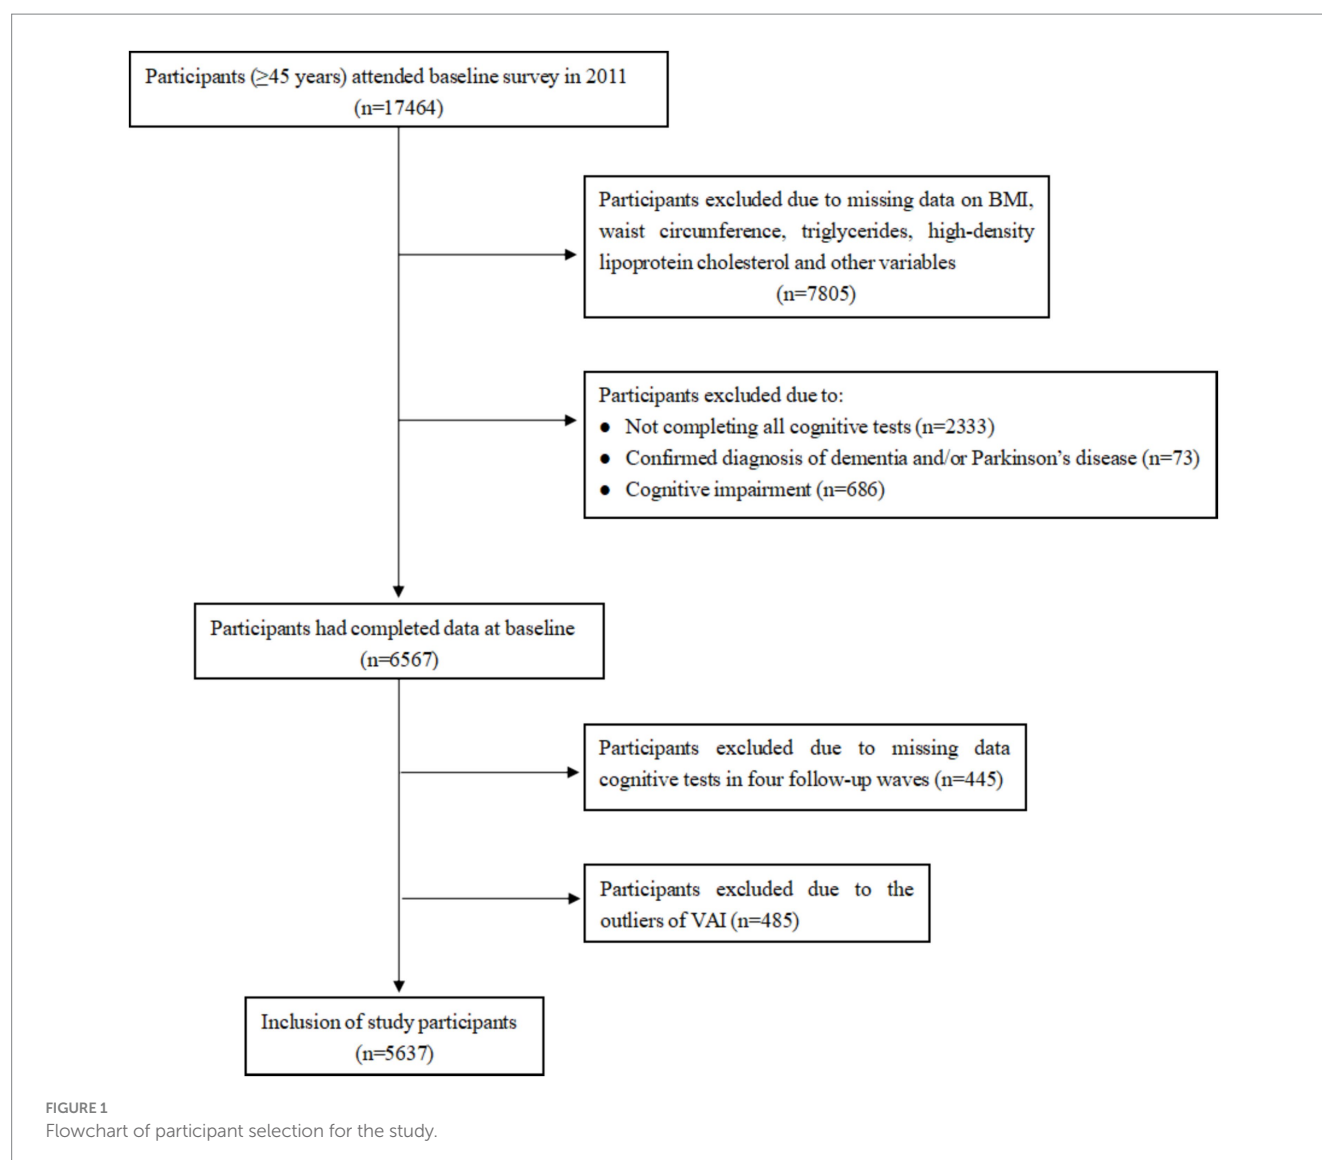 Participants (≥45 years) attended baseline survey in 2011
(n=17464)
Participants excluded due to missing data on BMI,
waist circumference, triglycerides, high-density
lipoprotein cholesterol and other variables
(n=7805)
Participants excluded due to:
● Not completing all cognitive tests (n=2333)
● Confirmed diagnosis of dementia and/or Parkinson's disease (n=73)
● Cognitive impairment (n=686)
Participants had completed data at baseline
(n=6567)
Participants excluded due to missing data
cognitive tests in four follow-up waves (n=445)
Participants excluded due to the
outliers of VAI (n=485)
Inclusion of study participants
(n=5637)
FIGURE 1
Flowchart of participant selection for the study.